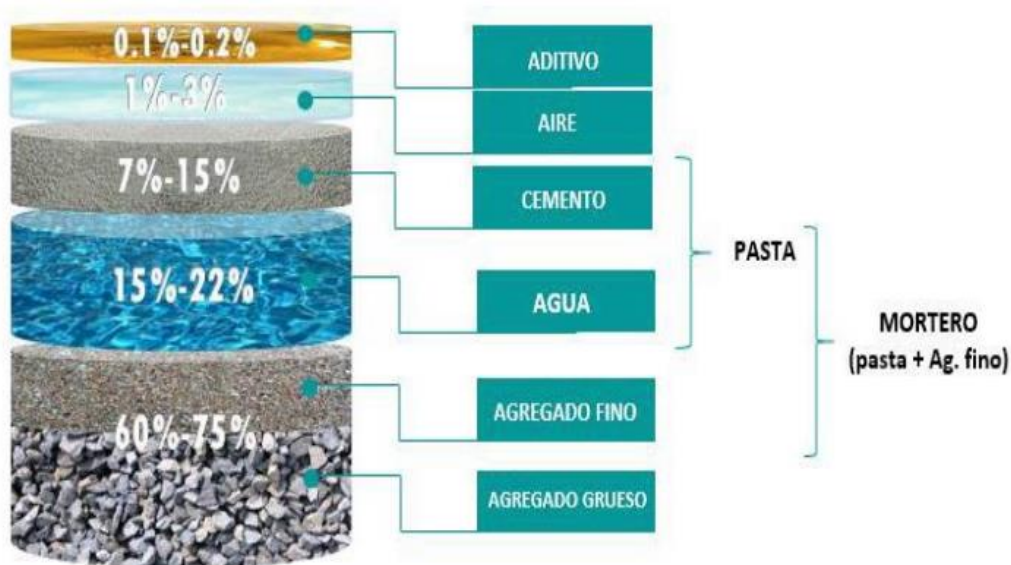 0.1%-0.2%
ADITIVO
1%-3%
AIRE
7%-15%
CEMENTO
15%-22%
AGUA
PASTA
MORTERO
(pasta + Ag. fino)
AGREGADO FINO
60%-75%
AGREGADO GRUESO